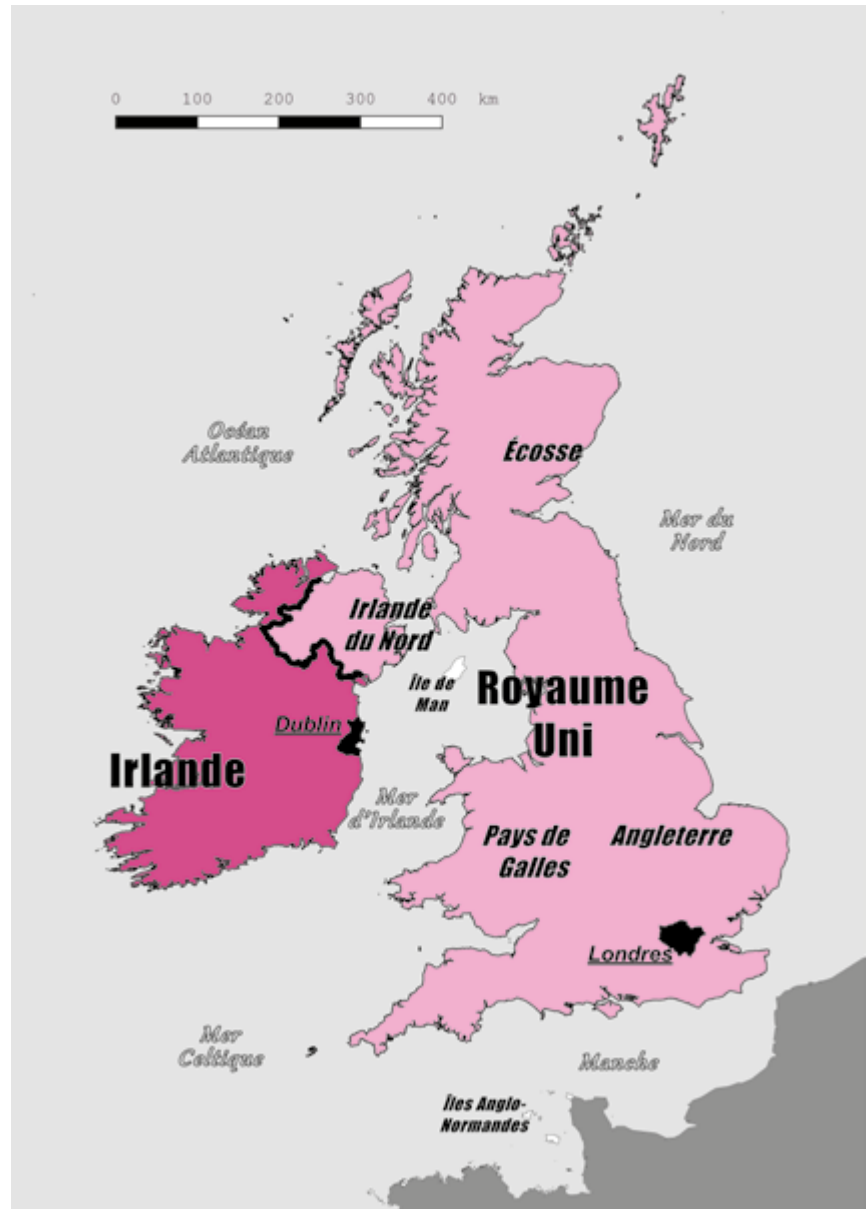 0 100 200 300 400 km
Océan
Atlantique
Écosse
Mer du
Nord
Irlande
du Nord
Île de
Man
Royaume
Uni
Dublin
Irlande
Mer
d'Irlande
Pays de
Galles
Angleterre
Londres
Mer
Celtique
Manche
Îles Anglo-
Normandes